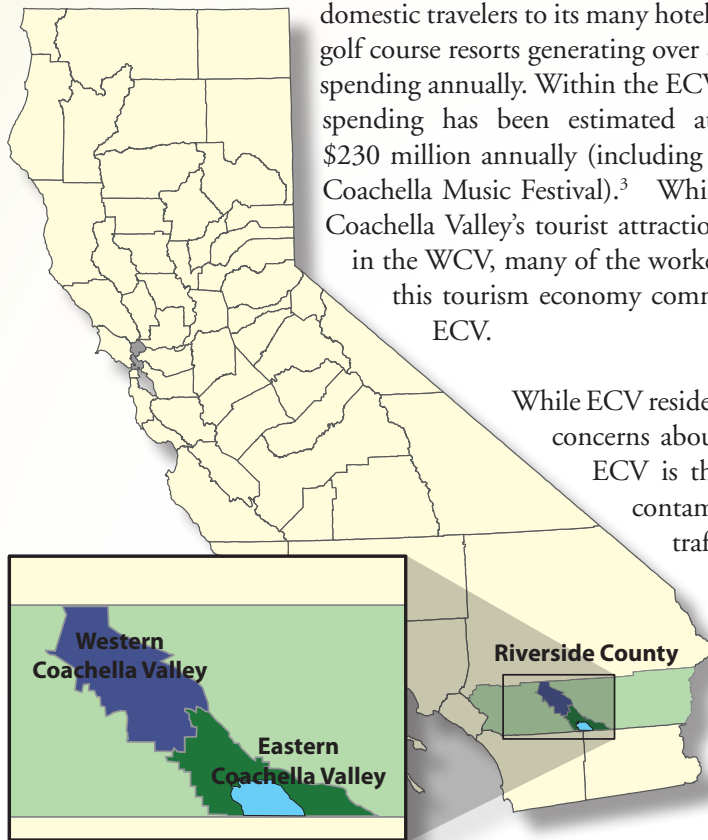 domestic travelers to its many hotel
golf course resorts generating over
spending annually. Within the ECV
spending has been estimated at
$230 million annually (including
Coachella Music Festival).³ Whil
Coachella Valley's tourist attractio
in the WCV, many of the worke
this tourism economy comm
ECV.
While ECV reside
concerns abou
ECV is th
contam
traf
Western
Coachella Valley
Eastern
Coachella Valley
Riverside County